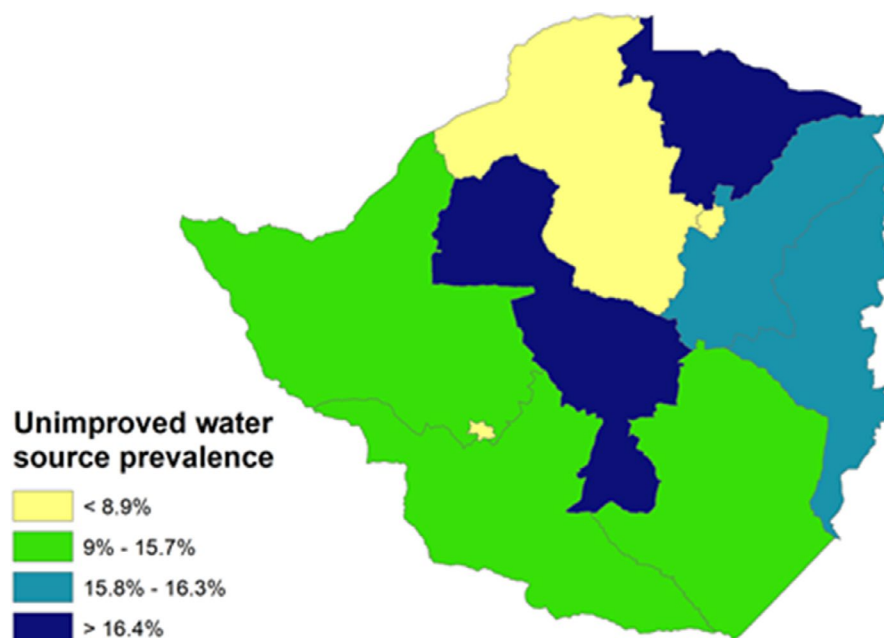 Unimproved water
source prevalence
< 8.9%
9% - 15.7%
15.8% - 16.3%
> 16.4%